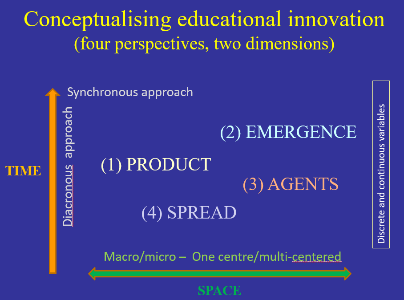 Conceptualising educational innovation
(four perspectives, two dimensions)
Synchronous approach
Diacronous approach
TIME
(2) EMERGENCE
(1) PRODUCT
(3) AGENTS
(4) SPREAD
Discrete and continuous variables
Macro/micro – One centre/multi-centered
SPACE